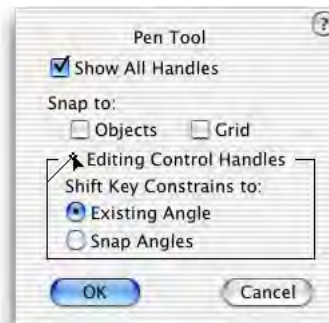 ?
Pen Tool
Show All Handles
Snap to:
Objects Grid
Editing Control Handles
Shift Key Constrains to:
Existing Angle
Snap Angles
OK Cancel